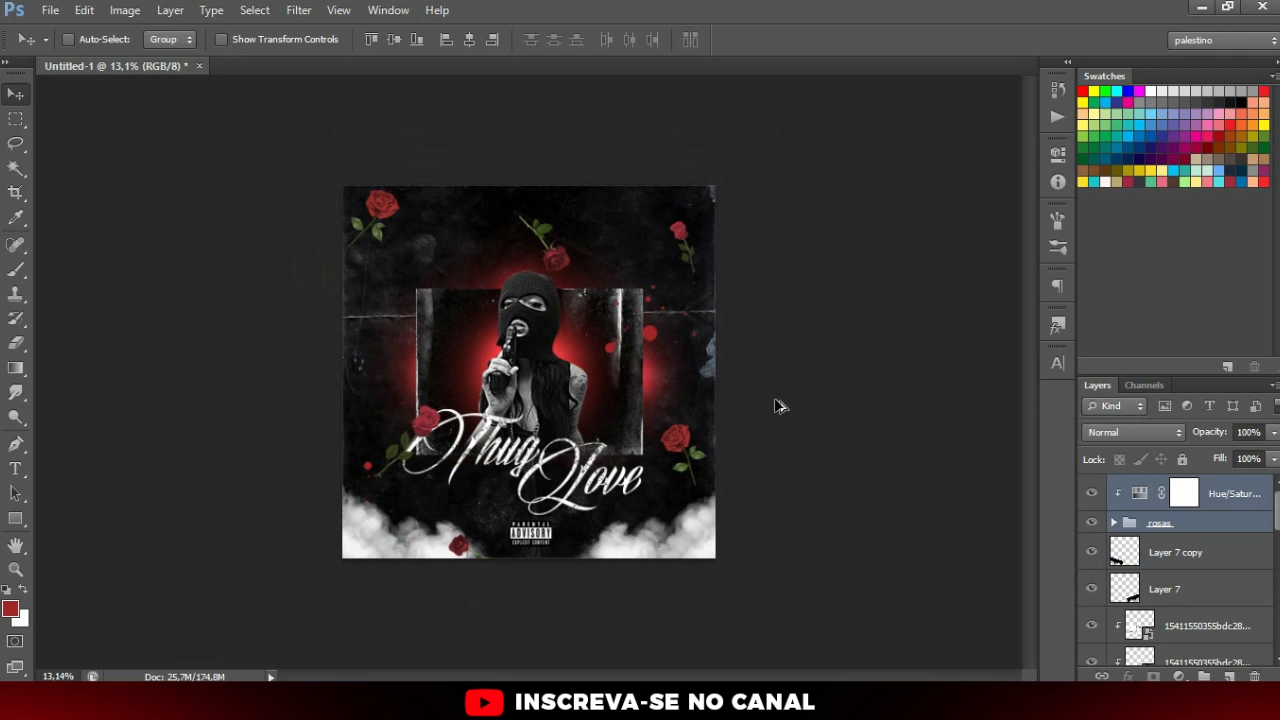 Ps File Edit Image Layer Type Select Filter View Window Help
Auto-Select: Group Show Transform Controls palestino
Untitled-1 @ 13,1% (RGB/8) * ×
Swatches
Thug
Love
PARENTAL
ADVISORY
EXPLICIT CONTENT
Layers Channels
Kind
Normal Opacity: 100%
Lock: Fill: 100%
Hue/Satur...
rosas
Layer 7 copy
Layer 7
15411550355bdc28...
15411550355bdc28...
13,14% Doc: 25,7M/174,8M
INSCREVA-SE NO CANAL